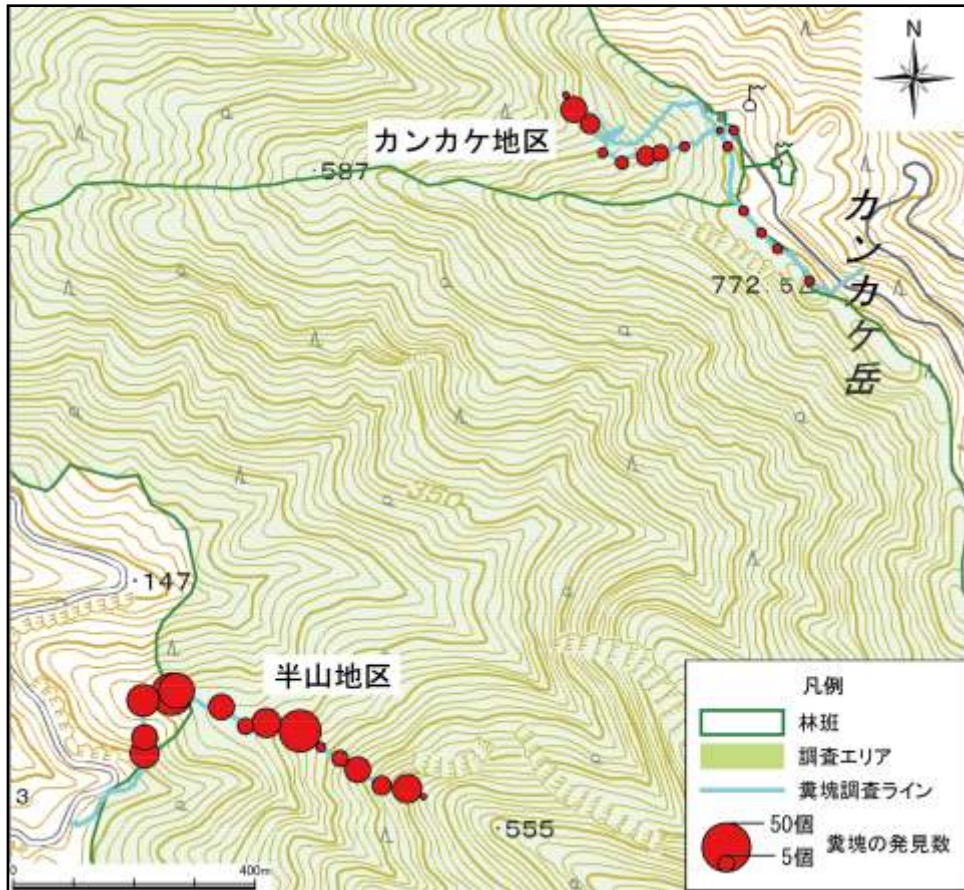 N
カンカケ地区
587
カンカケ岳
772.5
350
147
半山地区
3
555
0
400m
凡例
林班
調査エリア
糞塊調査ライン
50個
5個
糞塊の発見数